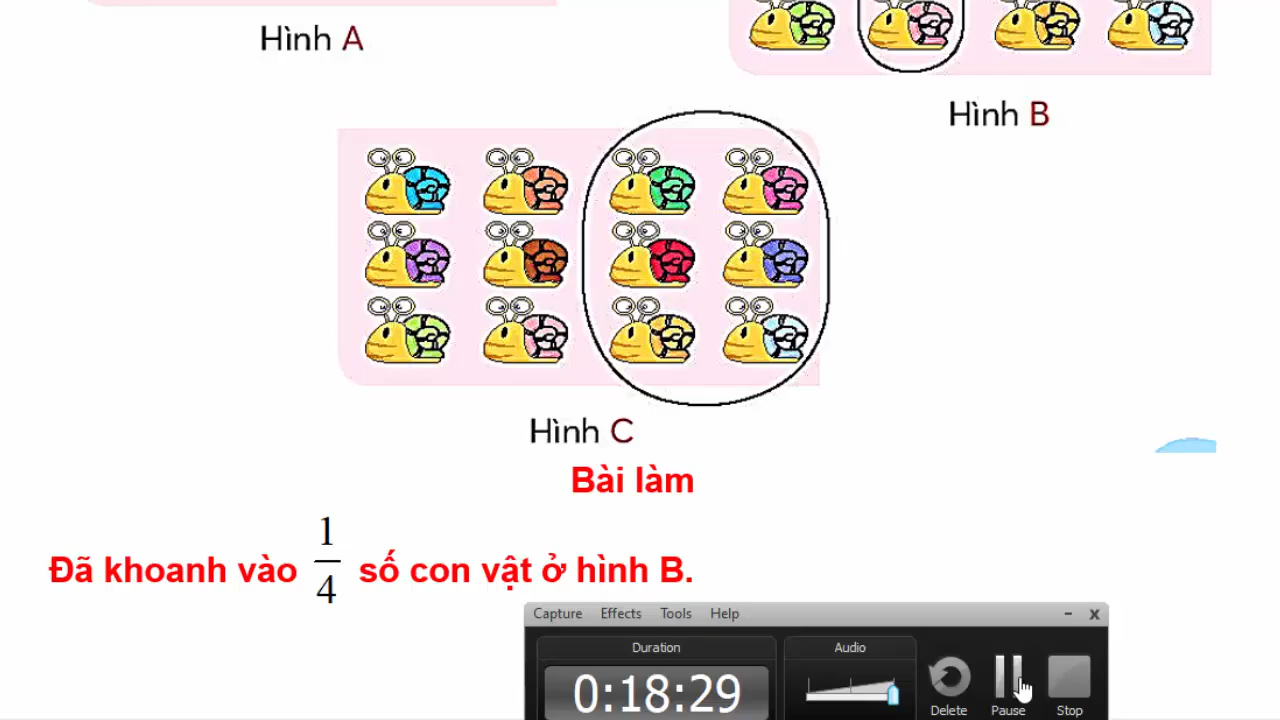 Hình A
Hình B
Hình C
Bài làm
Đã khoanh vào 1/4 số con vật ở hình B.
Capture Effects Tools Help
Duration Audio
0:18:29
Delete Pause Stop